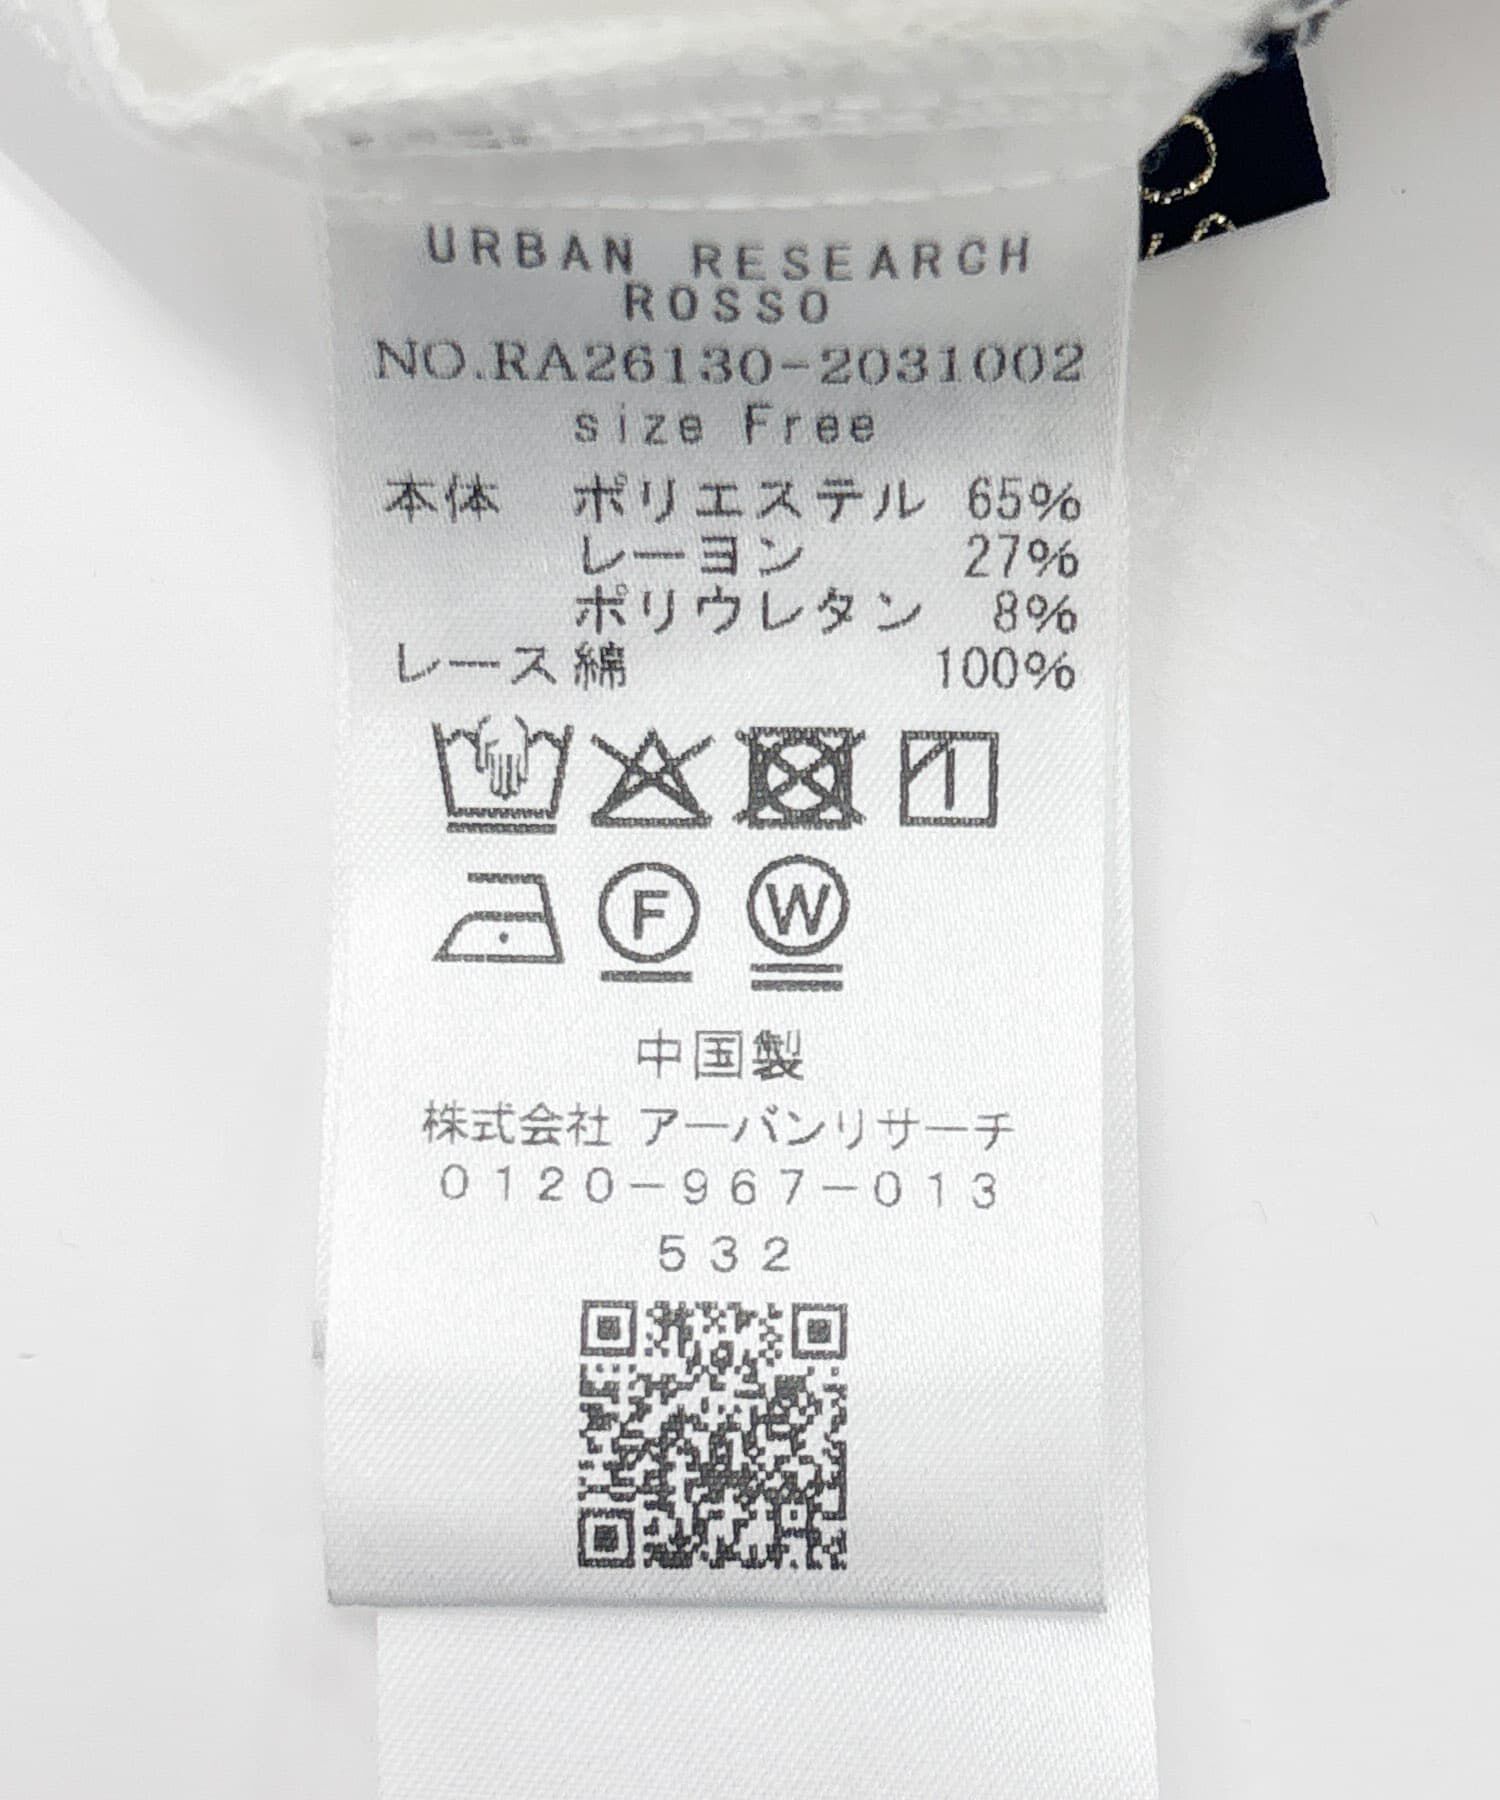 URBAN RESEARCH
ROSSO
NO.RA26130-2031002
size Free
本体 ポリエステル 65%
レーヨン 27%
ポリウレタン 8%
レース 綿 100%
F W
中国製
株式会社 アーバンリサーチ
0120-967-013
532